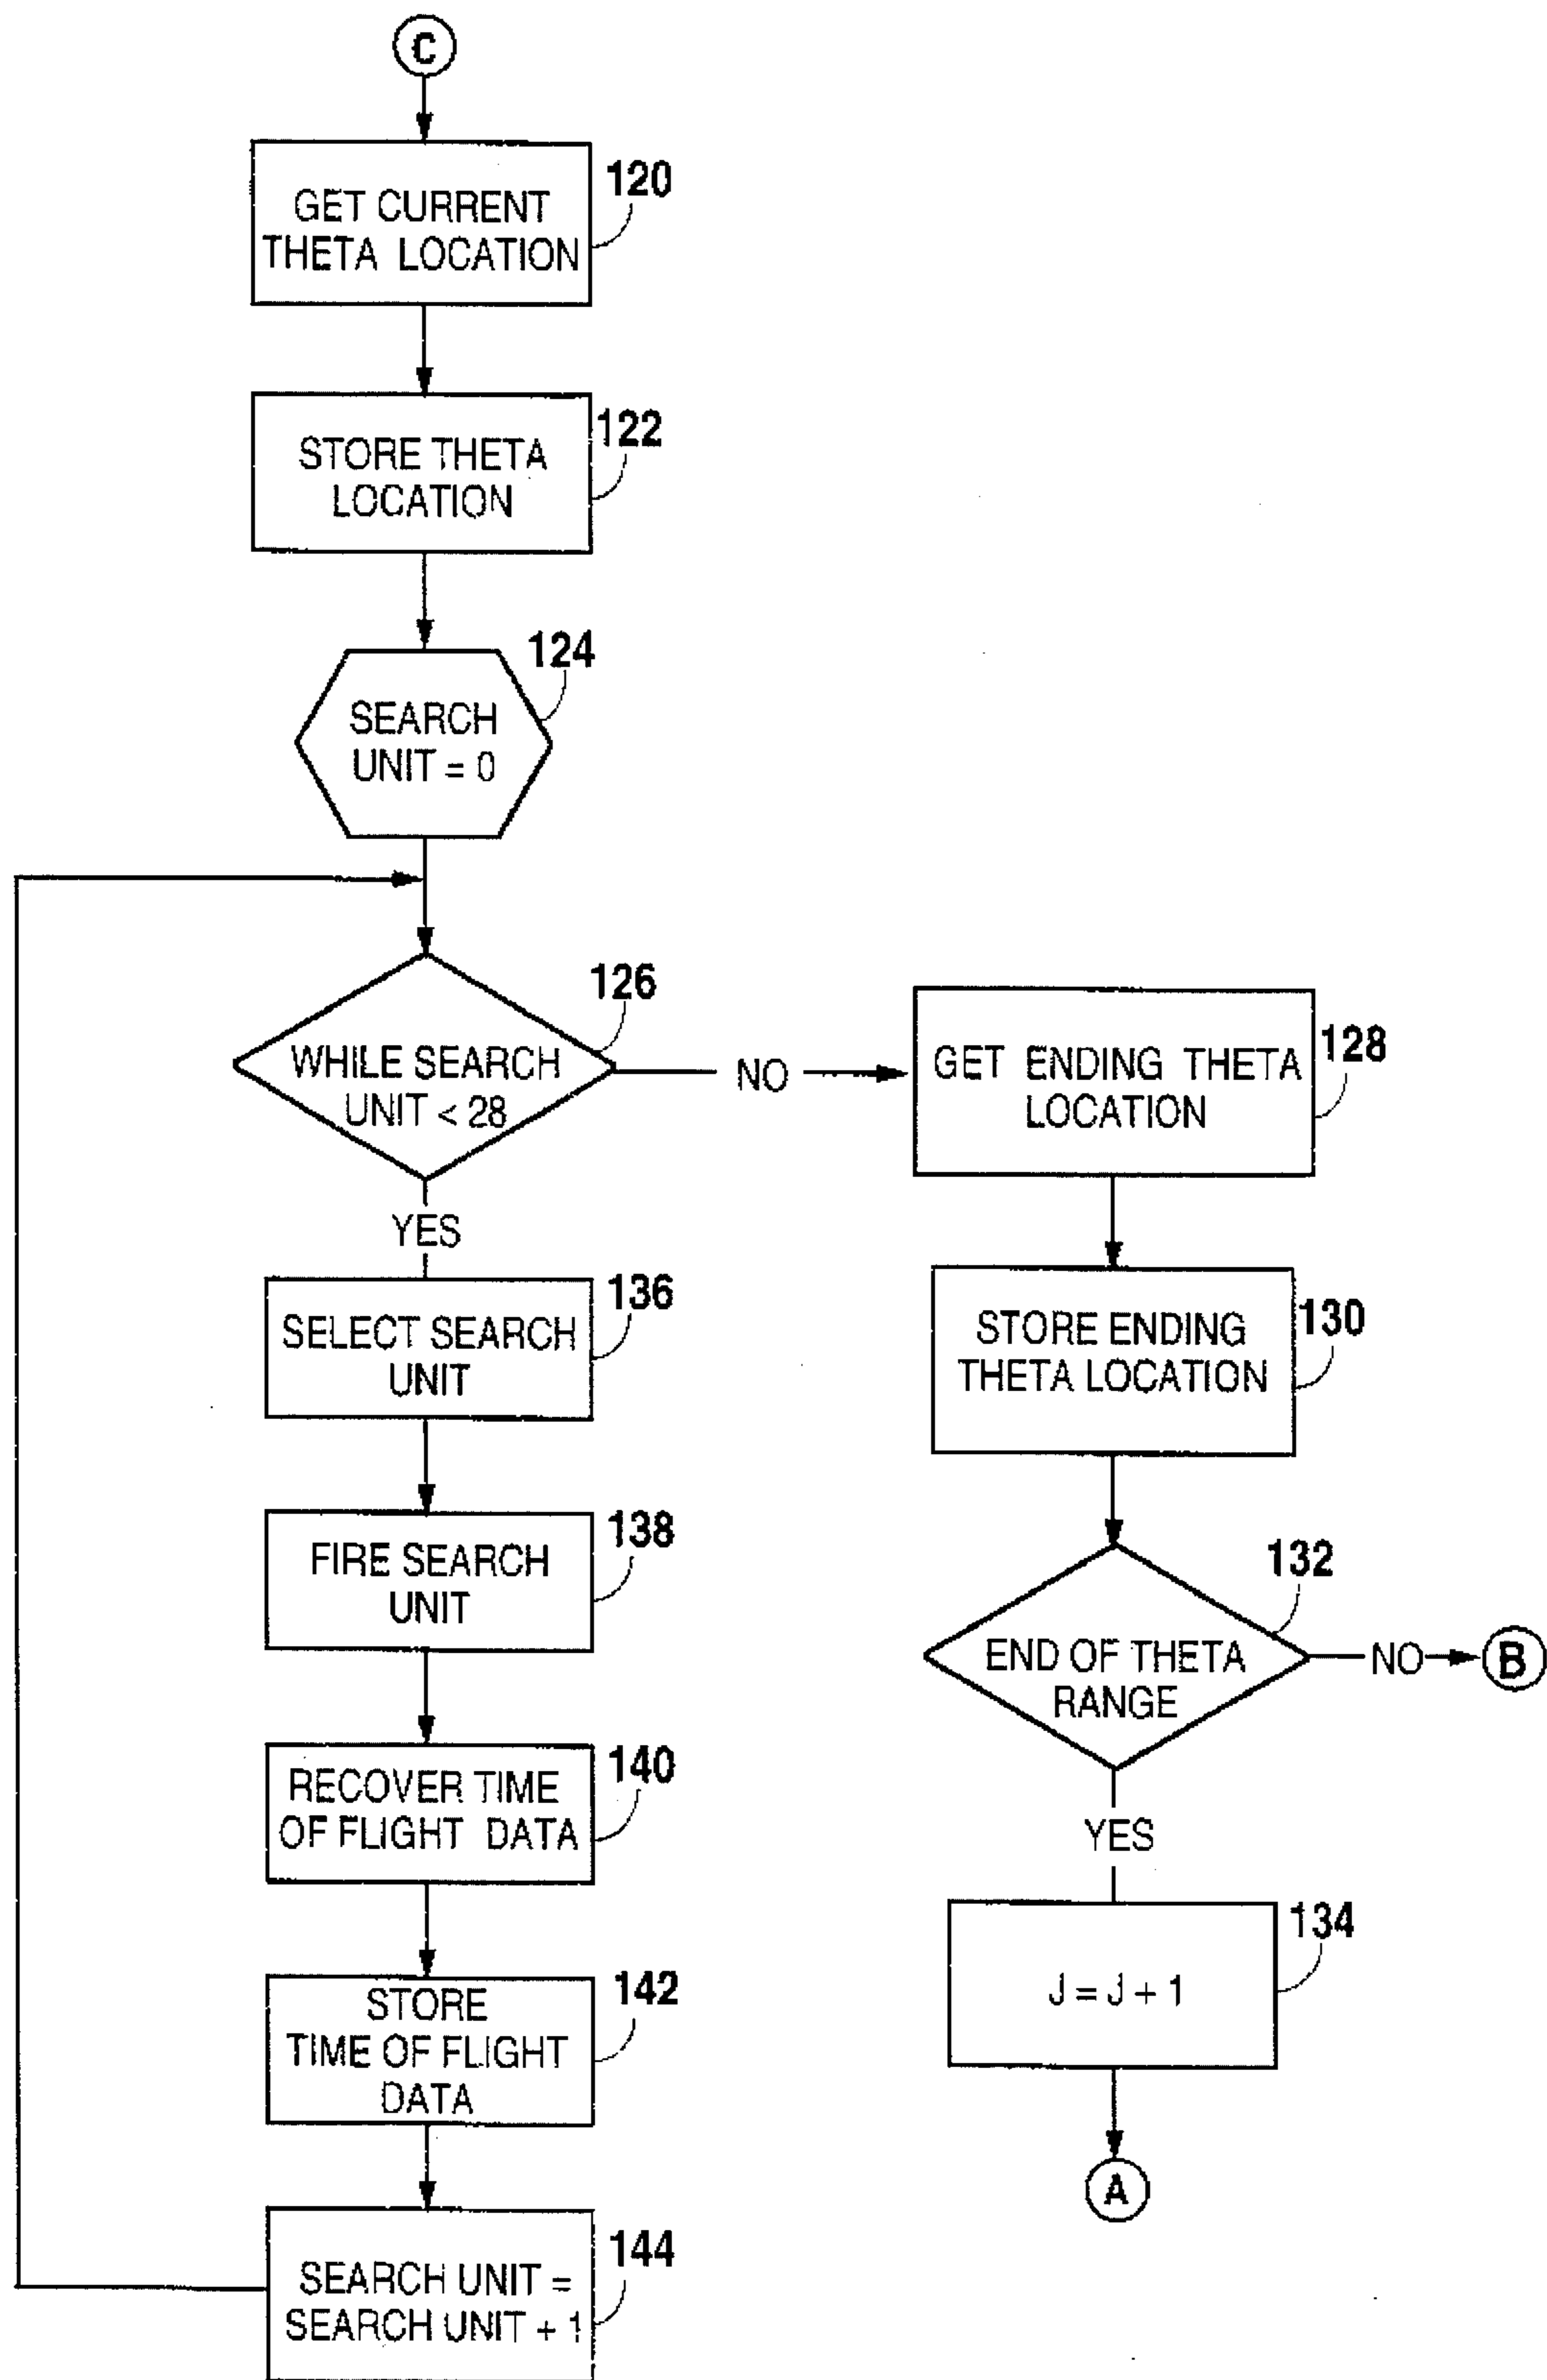 C
120
GET CURRENT
THETA LOCATION
122
STORE THETA
LOCATION
124
SEARCH
UNIT = 0
126
WHILE SEARCH
UNIT < 28
NO
128
GET ENDING THETA
LOCATION
YES
130
STORE ENDING
THETA LOCATION
136
SELECT SEARCH
UNIT
138
FIRE SEARCH
UNIT
132
END OF THETA
RANGE
NO
B
YES
140
RECOVER TIME
OF FLIGHT DATA
134
J = J + 1
142
STORE
TIME OF FLIGHT
DATA
A
144
SEARCH UNIT =
SEARCH UNIT + 1